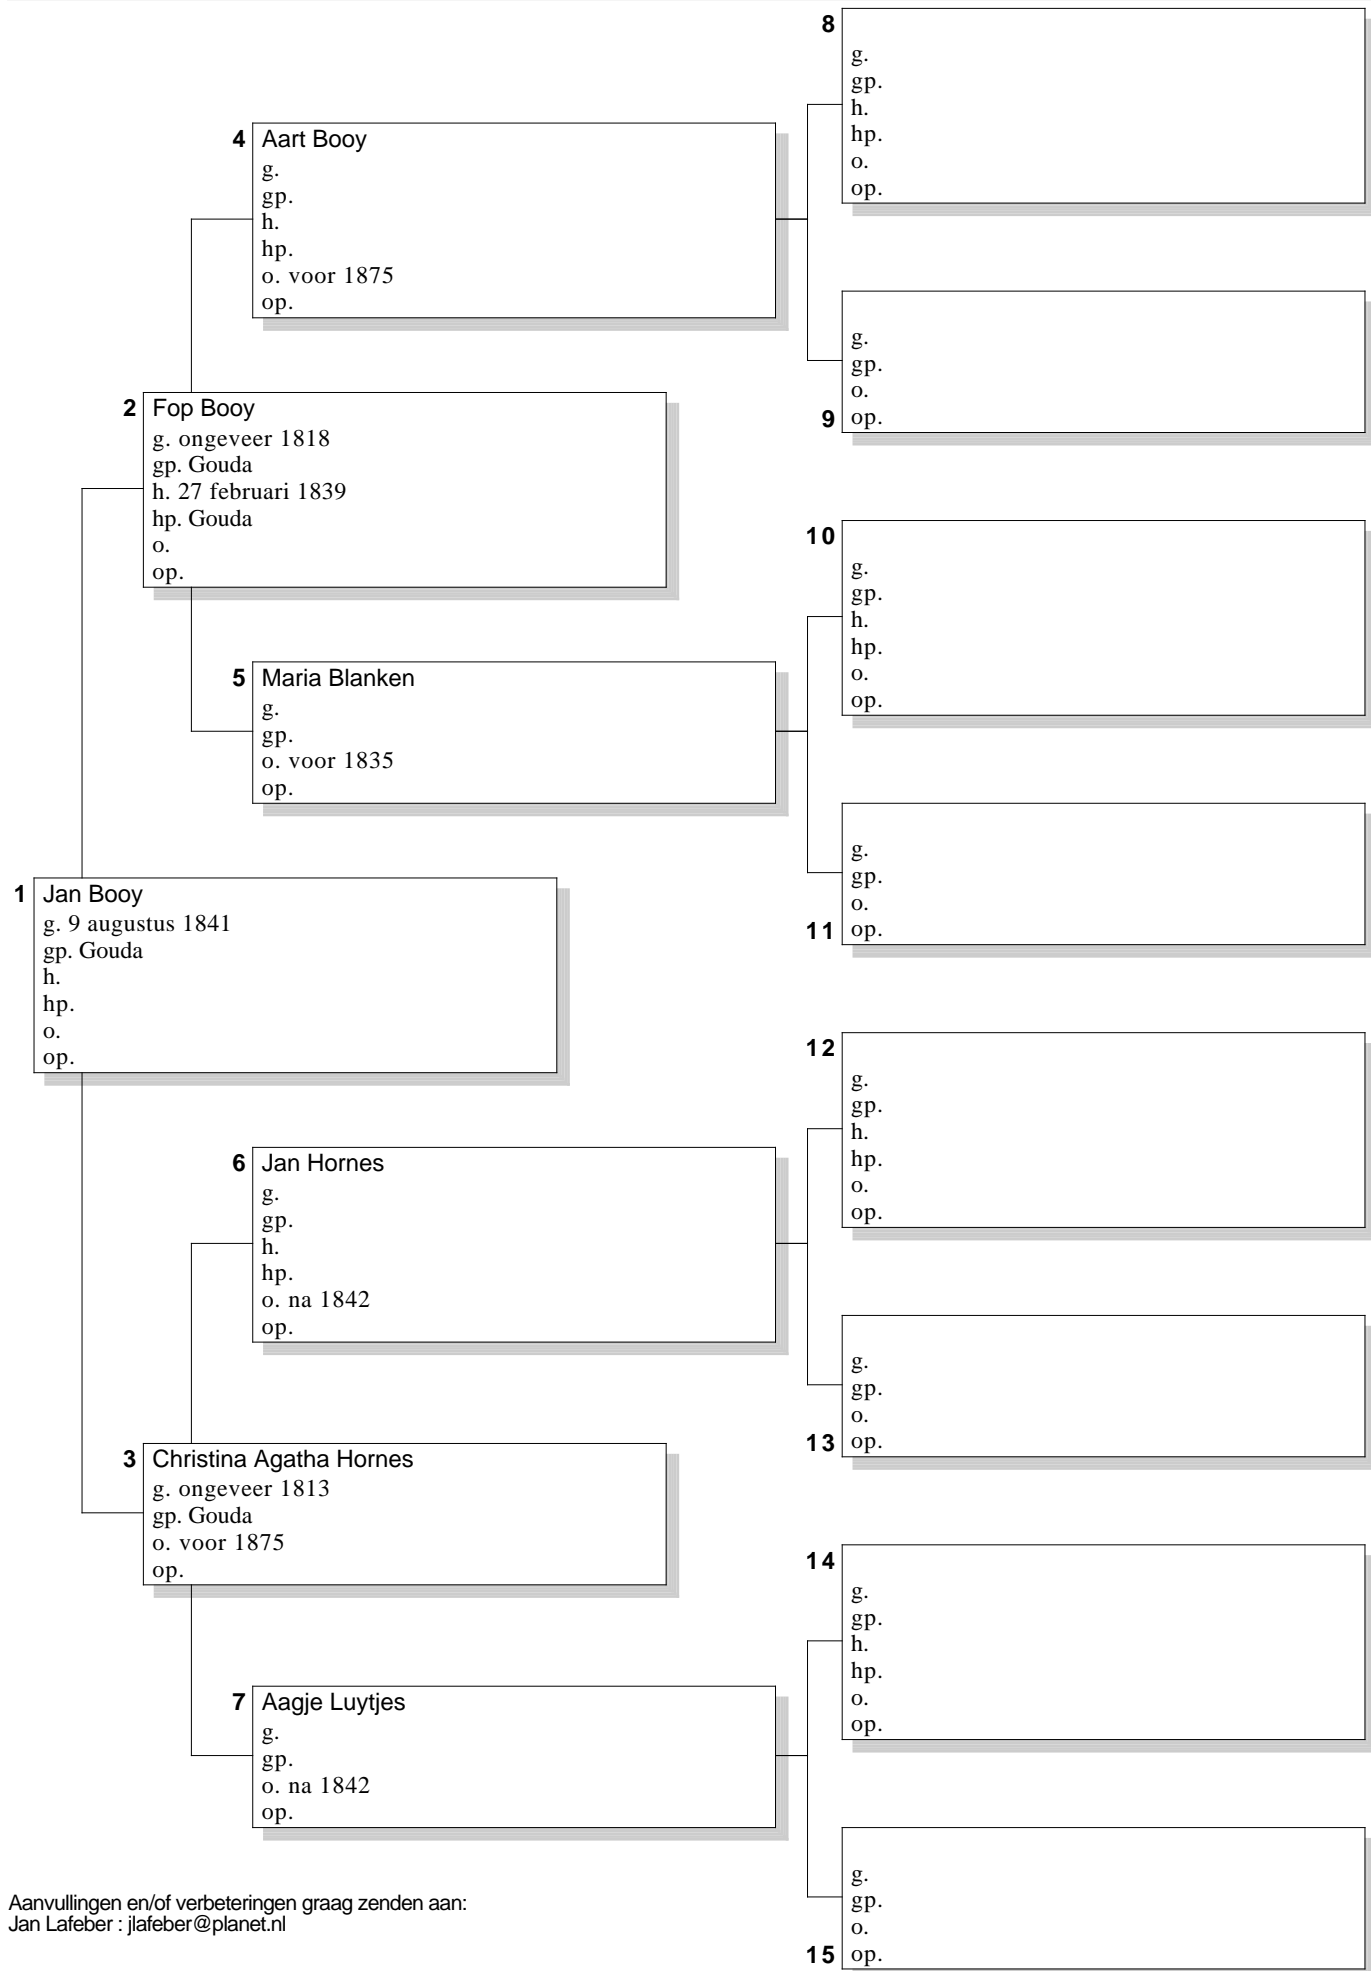 8
g.
gp.
h.
hp.
o.
op.
4 Aart Booy
g.
gp.
h.
hp.
o. voor 1875
op.
g.
gp.
o.
9 op.
2 Fop Booy
g. ongeveer 1818
gp. Gouda
h. 27 februari 1839
hp. Gouda
o.
op.
10
g.
gp.
h.
hp.
o.
op.
5 Maria Blanken
g.
gp.
o. voor 1835
op.
g.
gp.
o.
11 op.
1 Jan Booy
g. 9 augustus 1841
gp. Gouda
h.
hp.
o.
op.
12
g.
gp.
h.
hp.
o.
op.
6 Jan Hornes
g.
gp.
h.
hp.
o. na 1842
op.
g.
gp.
o.
13 op.
3 Christina Agatha Hornes
g. ongeveer 1813
gp. Gouda
o. voor 1875
op.
14
g.
gp.
h.
hp.
o.
op.
7 Aagje Luytjes
g.
gp.
o. na 1842
op.
g.
gp.
o.
15 op.
Aanvullingen en/of verbeteringen graag zenden aan:
Jan Lafeber : jlafeber@planet.nl